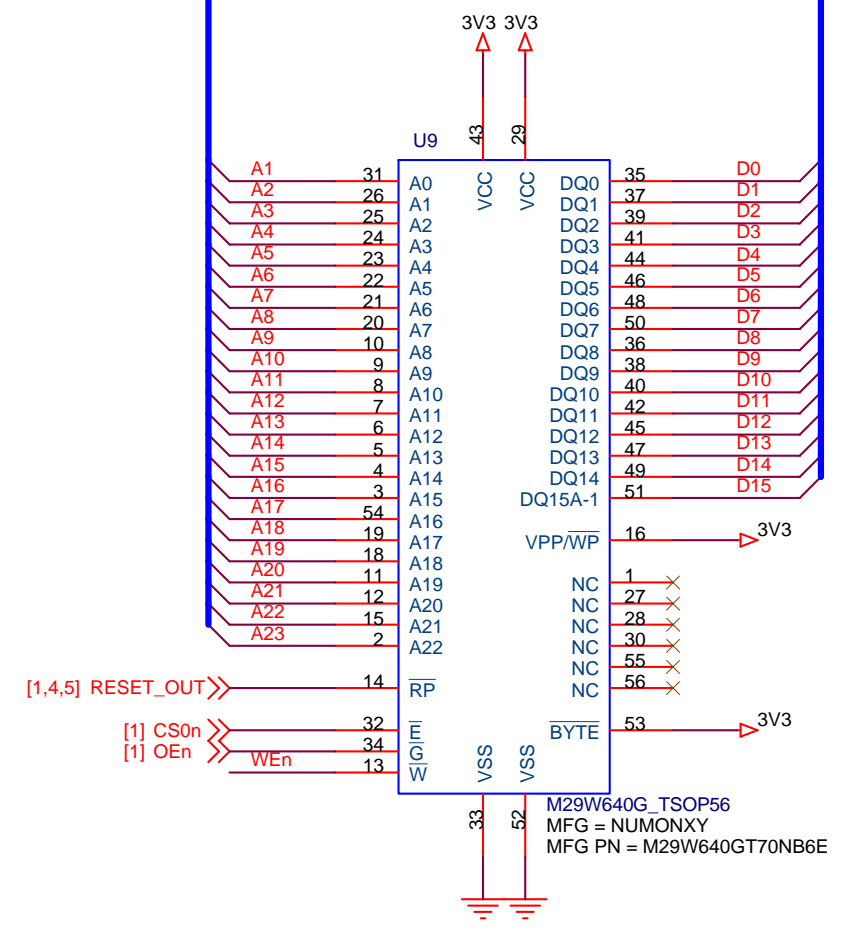 3V3 3V3
43 29
U9
VCC VCC
A1 31 A0 DQ0 35 D0
A2 26 A1 DQ1 37 D1
A3 25 A2 DQ2 39 D2
A4 24 A3 DQ3 41 D3
A5 23 A4 DQ4 44 D4
A6 22 A5 DQ5 46 D5
A7 21 A6 DQ6 48 D6
A8 20 A7 DQ7 50 D7
A9 10 A8 DQ8 36 D8
A10 9 A9 DQ9 38 D9
A11 8 A10 DQ10 40 D10
A12 7 A11 DQ11 42 D11
A13 6 A12 DQ12 45 D12
A14 5 A13 DQ13 47 D13
A15 4 A14 DQ14 49 D14
A16 3 A15 DQ15A-1 51 D15
A17 54 A16
A18 19 A17 VPP/WP 16 3V3
A19 18 A18
A20 11 A19 NC 1
A21 12 A20 NC 27
A22 15 A21 NC 28
A23 2 A22 NC 30
NC 55
[1,4,5] RESET_OUT 14 RP NC 56
[1] CS0n 32 E BYTE 53 3V3
[1] OEn 34 G
WEn 13 W
VSS VSS
33 52
M29W640G_TSOP56
MFG = NUMONXY
MFG PN = M29W640GT70NB6E